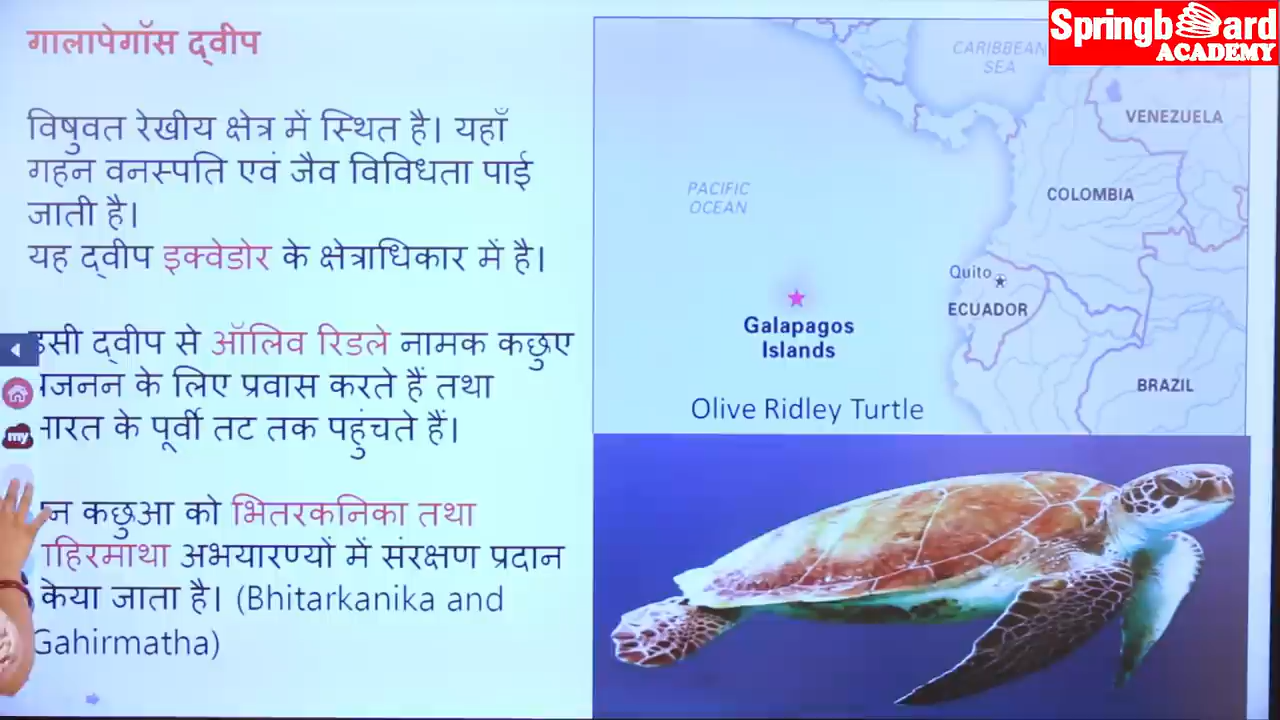 गालापेगॉस द्वीप
Springboard
ACADEMY
विषुवत रेखीय क्षेत्र में स्थित है। यहाँ
गहन वनस्पति एवं जैव विविधता पाई
जाती है।
यह द्वीप इक्वेडोर के क्षेत्राधिकार में है।
द्वीप से ऑलिव रिडले नामक कछुए
के लिए प्रवास करते हैं तथा
के पूर्वी तट तक पहुंचते हैं।
कछुआ को भितरकनिका तथा
अभयारण्यों में संरक्षण प्रदान
जाता है। (Bhitarkanika and
Gahirmatha)
CARIBBEAN
SEA
VENEZUELA
PACIFIC
OCEAN
COLOMBIA
Quito
ECUADOR
Galapagos
Islands
BRAZIL
Olive Ridley Turtle
my